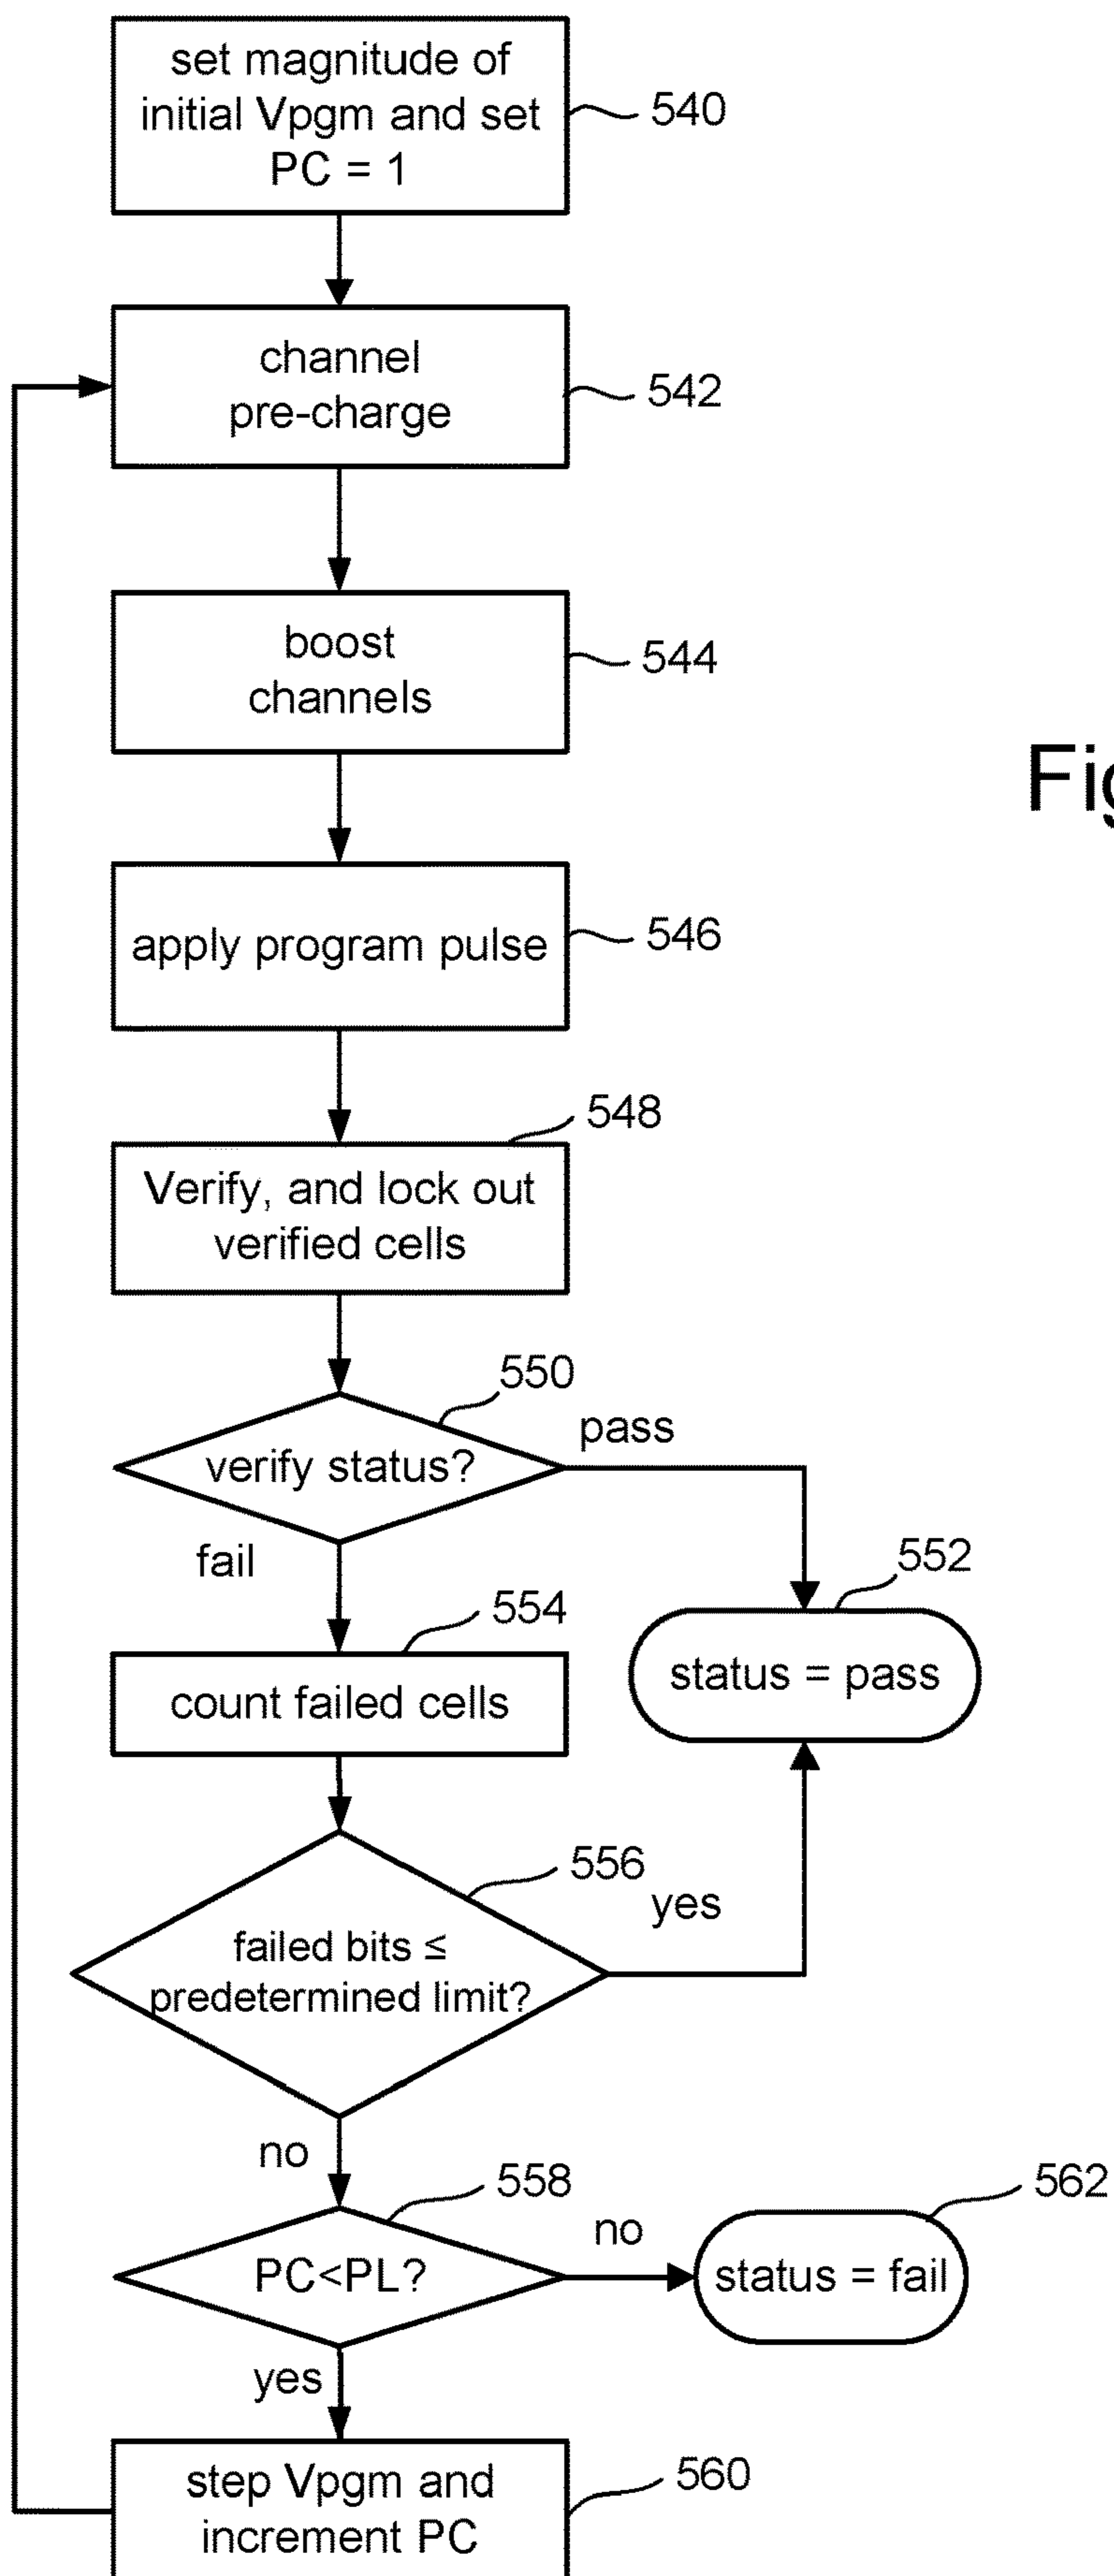 set magnitude of
initial Vpgm and set
PC = 1
540
channel
pre-charge
542
boost
channels
544
apply program pulse
546
548
Verify, and lock out
verified cells
550
pass
verify status?
fail
552
554
status = pass
count failed cells
556
yes
failed bits ≤
predetermined limit?
no
558
562
no
PC<PL?
status = fail
yes
step Vpgm and
increment PC
560